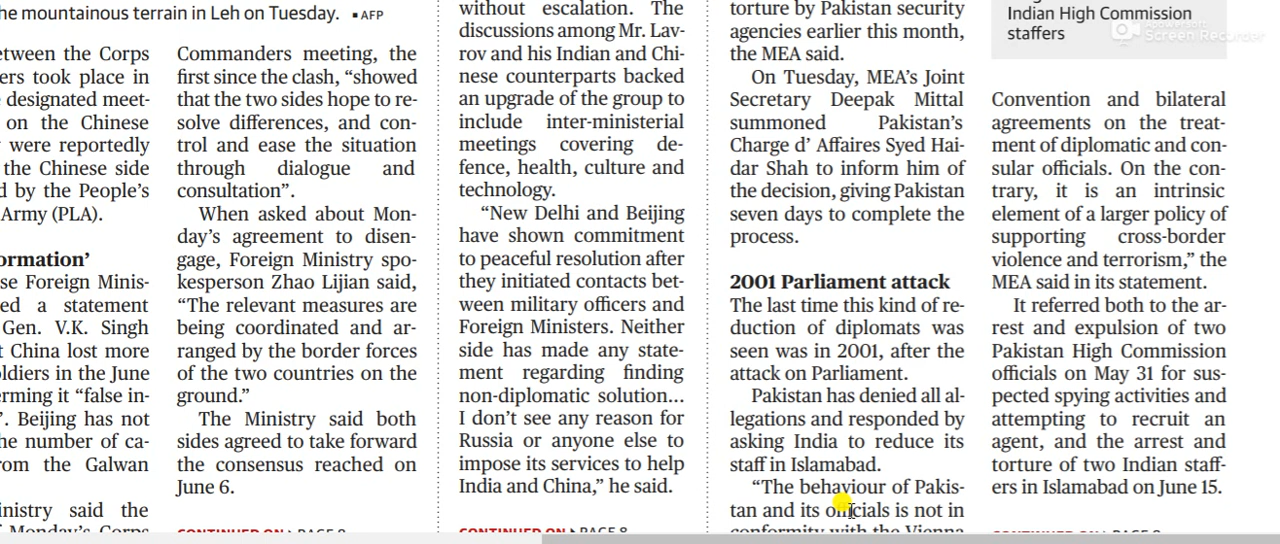 he mountainous terrain in Leh on Tuesday. ▪ AFP
etween the Corps
ers took place in
designated meet-
on the Chinese
were reportedly
the Chinese side
d by the People's
Army (PLA).
ormation'
se Foreign Minis-
ed a statement
Gen. V.K. Singh
t China lost more
oldiers in the June
erming it "false in-
". Beijing has not
he number of ca-
rom the Galwan
inistry said the
Monday's Corps
Commanders meeting, the
first since the clash, "showed
that the two sides hope to re-
solve differences, and con-
trol and ease the situation
through dialogue and
consultation".
When asked about Mon-
day's agreement to disen-
gage, Foreign Ministry spo-
kesperson Zhao Lijian said,
"The relevant measures are
being coordinated and ar-
ranged by the border forces
of the two countries on the
ground."
The Ministry said both
sides agreed to take forward
the consensus reached on
June 6.
CONTINUED ON ▸ PAGE 8
without escalation. The
discussions among Mr. Lav-
rov and his Indian and Chi-
nese counterparts backed
an upgrade of the group to
include inter-ministerial
meetings covering de-
fence, health, culture and
technology.
"New Delhi and Beijing
have shown commitment
to peaceful resolution after
they initiated contacts bet-
ween military officers and
Foreign Ministers. Neither
side has made any state-
ment regarding finding
non-diplomatic solution...
I don't see any reason for
Russia or anyone else to
impose its services to help
India and China," he said.
CONTINUED ON ▸ PAGE 8
torture by Pakistan security
agencies earlier this month,
the MEA said.
On Tuesday, MEA's Joint
Secretary Deepak Mittal
summoned Pakistan's
Charge d' Affaires Syed Hai-
dar Shah to inform him of
the decision, giving Pakistan
seven days to complete the
process.
2001 Parliament attack
The last time this kind of re-
duction of diplomats was
seen was in 2001, after the
attack on Parliament.
Pakistan has denied all al-
legations and responded by
asking India to reduce its
staff in Islamabad.
"The behaviour of Pakis-
tan and its officials is not in
conformity with the Vienna
Indian High Commission
staffers
Screen Recorder
Convention and bilateral
agreements on the treat-
ment of diplomatic and con-
sular officials. On the con-
trary, it is an intrinsic
element of a larger policy of
supporting cross-border
violence and terrorism," the
MEA said in its statement.
It referred both to the ar-
rest and expulsion of two
Pakistan High Commission
officials on May 31 for sus-
pected spying activities and
attempting to recruit an
agent, and the arrest and
torture of two Indian staff-
ers in Islamabad on June 15.